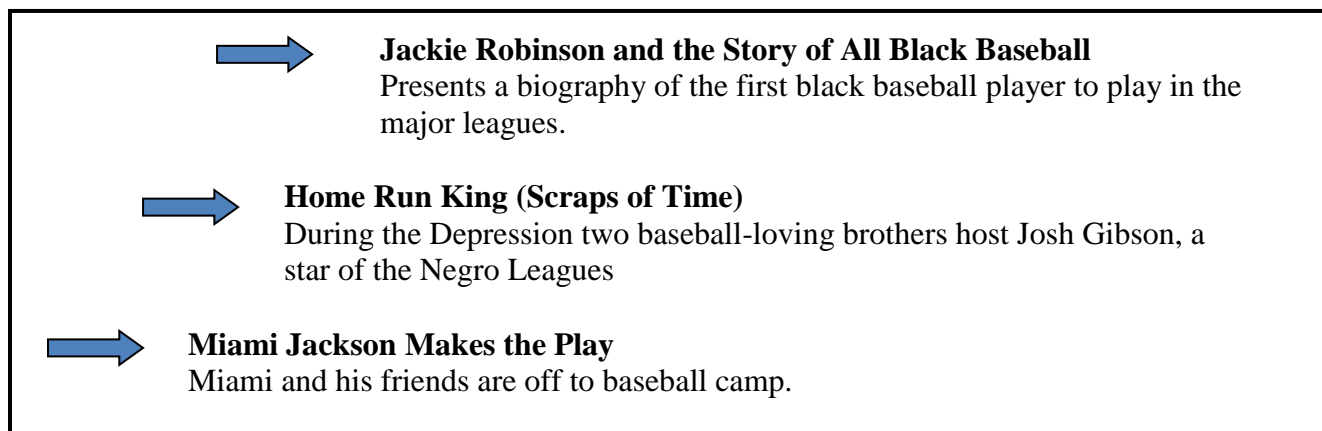 Jackie Robinson and the Story of All Black Baseball
Presents a biography of the first black baseball player to play in the
major leagues.
Home Run King (Scraps of Time)
During the Depression two baseball-loving brothers host Josh Gibson, a
star of the Negro Leagues
Miami Jackson Makes the Play
Miami and his friends are off to baseball camp.